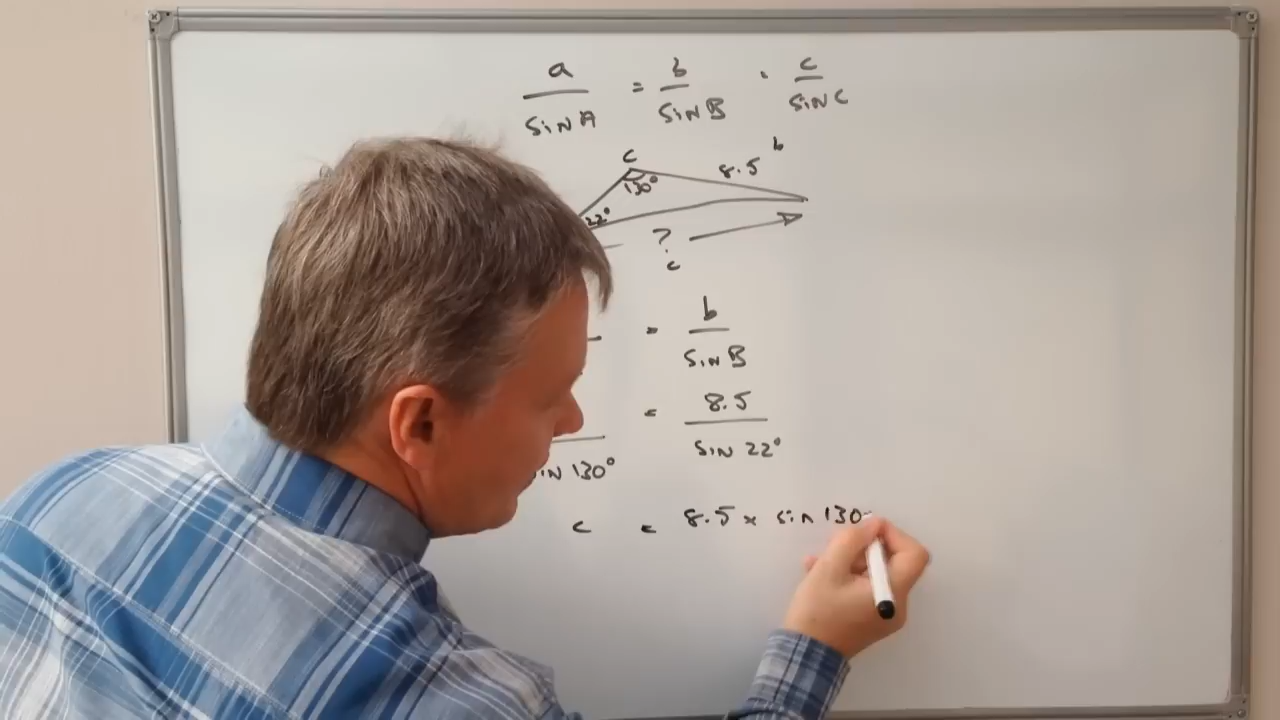 a = b . c
sin A sin B sin C
c 8.5 b
130°
22°
?
c
= b
sin B
= 8.5
sin 130° sin 22°
c = 8.5 × sin 130°